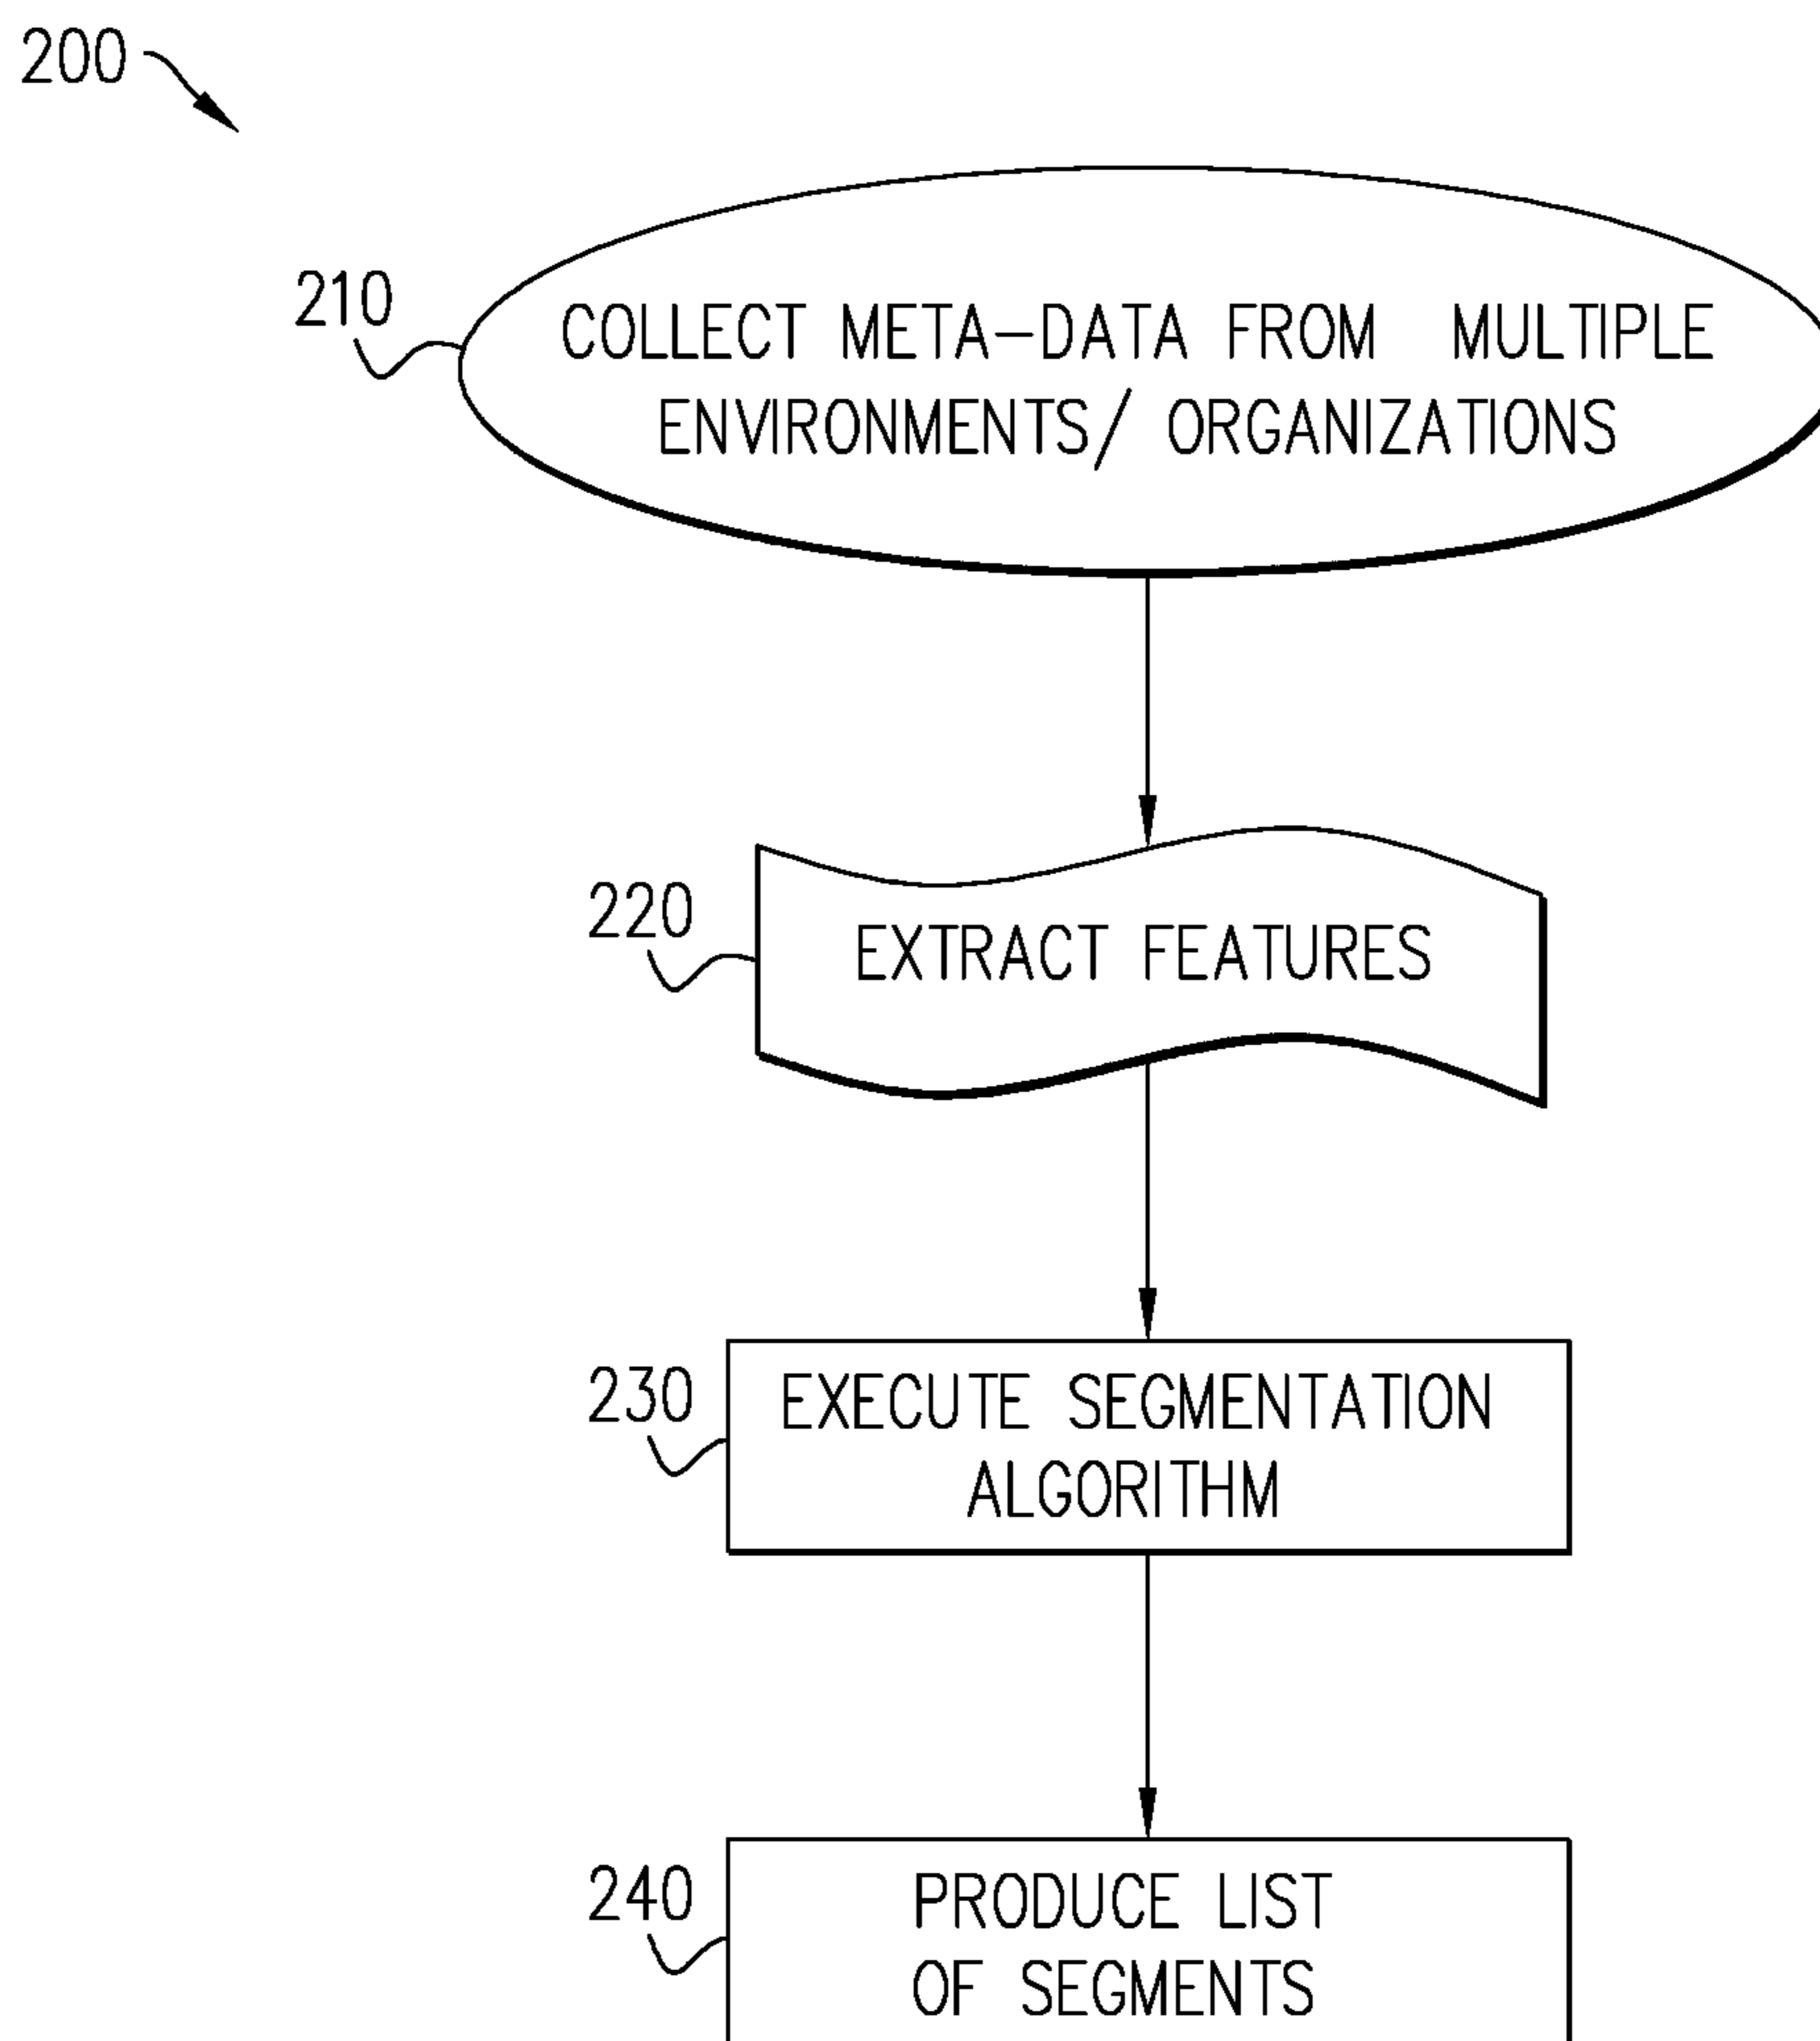 200
210
COLLECT META-DATA FROM MULTIPLE
ENVIRONMENTS/ ORGANIZATIONS
220
EXTRACT FEATURES
230
EXECUTE SEGMENTATION
ALGORITHM
240
PRODUCE LIST
OF SEGMENTS